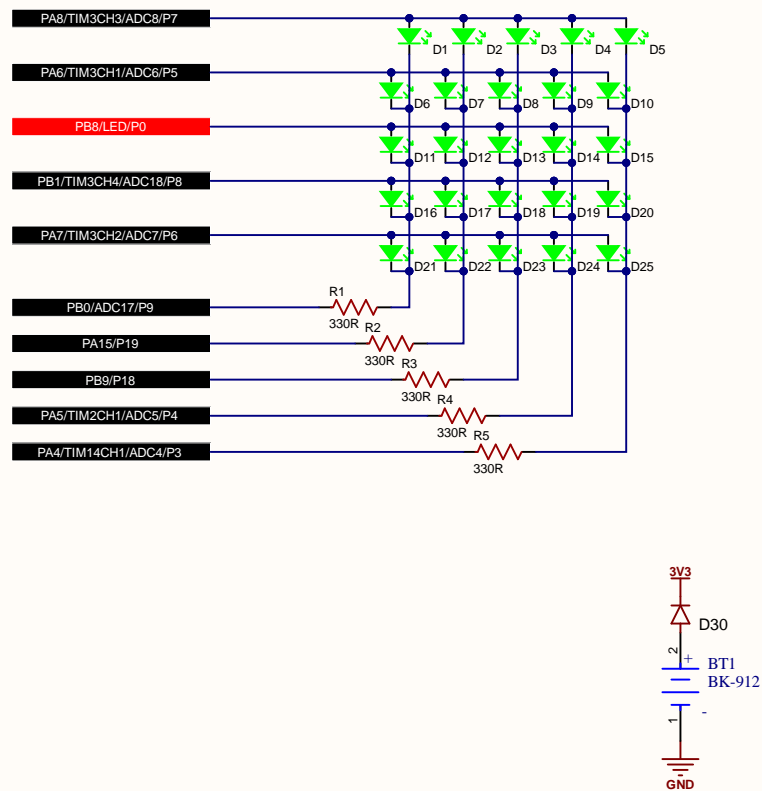 PA8/TIM3CH3/ADC8/P7
D1 D2 D3 D4 D5
PA6/TIM3CH1/ADC6/P5
D6 D7 D8 D9 D10
PB8/LED/P0
D11 D12 D13 D14 D15
PB1/TIM3CH4/ADC18/P8
D16 D17 D18 D19 D20
PA7/TIM3CH2/ADC7/P6
D21 D22 D23 D24 D25
R1
PB0/ADC17/P9
330R
R2
PA15/P19
330R
R3
PB9/P18
330R
R4
PA5/TIM2CH1/ADC5/P4
330R
R5
PA4/TIM14CH1/ADC4/P3
330R
3V3
D30
2
+
BT1
BK-912
-
1
GND